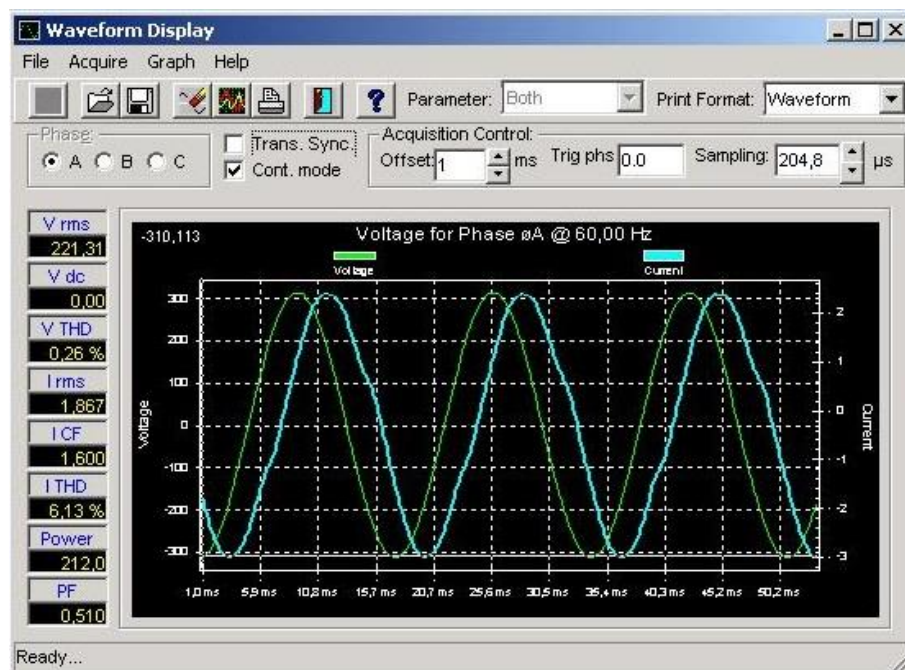 Waveform Display
File Acquire Graph Help
Parameter: Both Print Format: Waveform
Phase: A B C
Trans. Sync.
Cont. mode
Acquisition Control:
Offset: 1 ms Trig phs 0.0 Sampling: 204,8 µs
V rms
221,31
V dc
0,00
V THD
0,26 %
I rms
1,867
I CF
1,600
I THD
6,13 %
Power
212,0
PF
0,510
-310,113
Voltage for Phase øA @ 60,00 Hz
Voltage Current
300
200
100
0
-100
-200
-300
Voltage
2
1
0
-1
-2
-3
Current
1,0 ms 5,9 ms 10,8 ms 15,7 ms 20,7 ms 25,6 ms 30,5 ms 35,4 ms 40,3 ms 45,2 ms 50,2 ms
Ready...